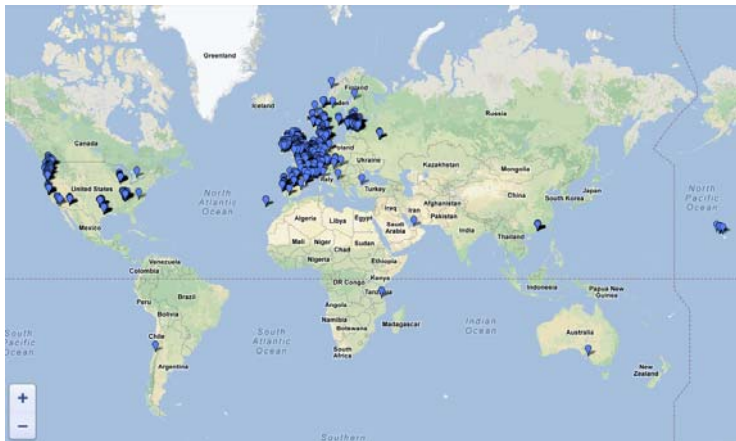 Greenland
Iceland
Finland
den
Russia
Canada
Poland
Ukraine
Kazakhstan
Mongolia
Italy
Turkey
United States
North
Atlantic
Ocean
China
South Korea
Japan
North
Pacific
Ocean
Iraq
Iran
Afghanistan
Pakistan
Algeria
Libya
Egypt
Saudi
Arabia
Mexico
Mali
Niger
Chad
Sudan
India
Thailand
Nigeria
Ethiopia
Venezuela
Colombia
DR Congo
Kenya
Indonesia
Papua New
Guinea
Peru
Brazil
Angola
Bolivia
Namibia
Botswana
Madagascar
Indian
Ocean
Australia
South
Pacific
Ocean
Chile
South
Atlantic
Ocean
South
Africa
Argentina
New
Zealand
+
−
Southern